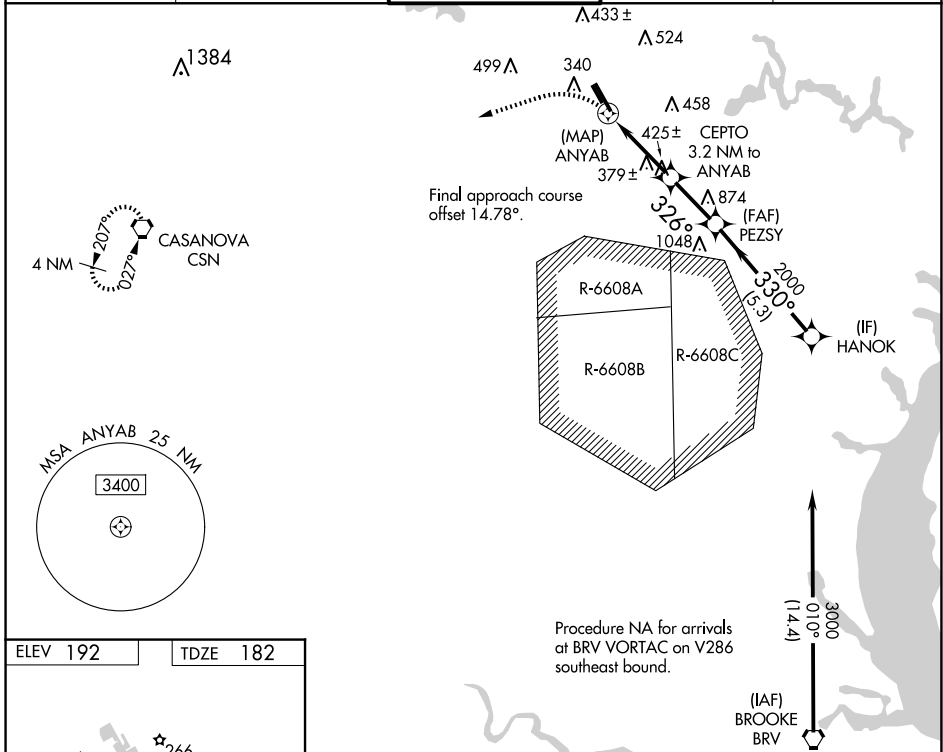 433 ±
524
1384
499
340
458
(MAP)
ANYAB
425 ±
CEPTO
3.2 NM to
ANYAB
379 ±
Final approach course
offset 14.78°.
326°
874
(FAF)
PEZSY
1048
207°
027°
4 NM
CASANOVA
CSN
2000
330°
(5.3)
(IF)
HANOK
R-6608A
R-6608B
R-6608C
MSA ANYAB 25 NM
3400
3000
010°
(14.4)
Procedure NA for arrivals
at BRV VORTAC on V286
southeast bound.
(IAF)
BROOKE
BRV
ELEV 192
TDZE 182
266